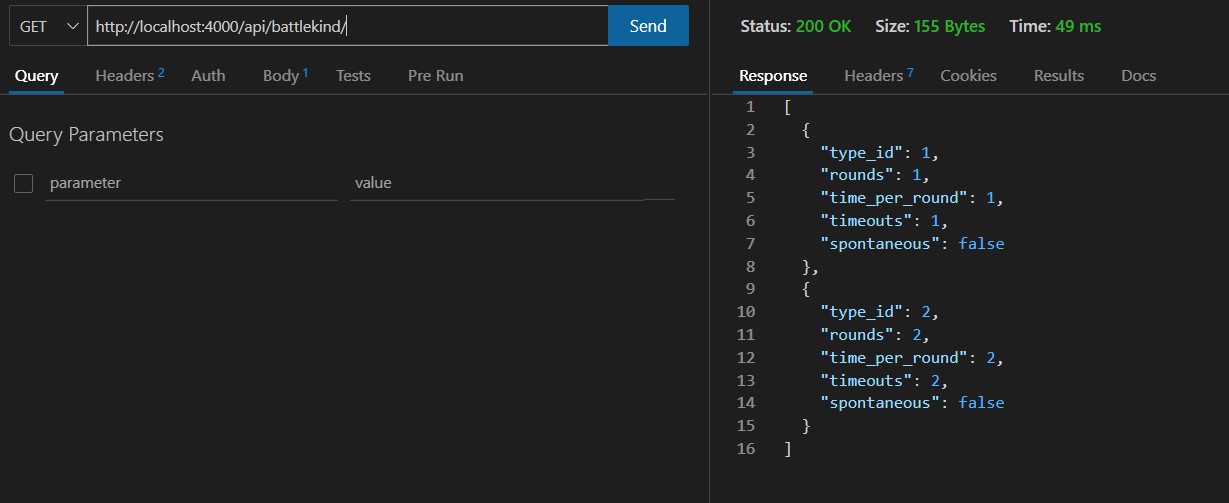 GET http://localhost:4000/api/battlekind/ Send
Query Headers 2 Auth Body 1 Tests Pre Run
Query Parameters
parameter value
Status: 200 OK Size: 155 Bytes Time: 49 ms
Response Headers 7 Cookies Results Docs
1 [
2 {
3 "type_id": 1,
4 "rounds": 1,
5 "time_per_round": 1,
6 "timeouts": 1,
7 "spontaneous": false
8 },
9 {
10 "type_id": 2,
11 "rounds": 2,
12 "time_per_round": 2,
13 "timeouts": 2,
14 "spontaneous": false
15 }
16 ]